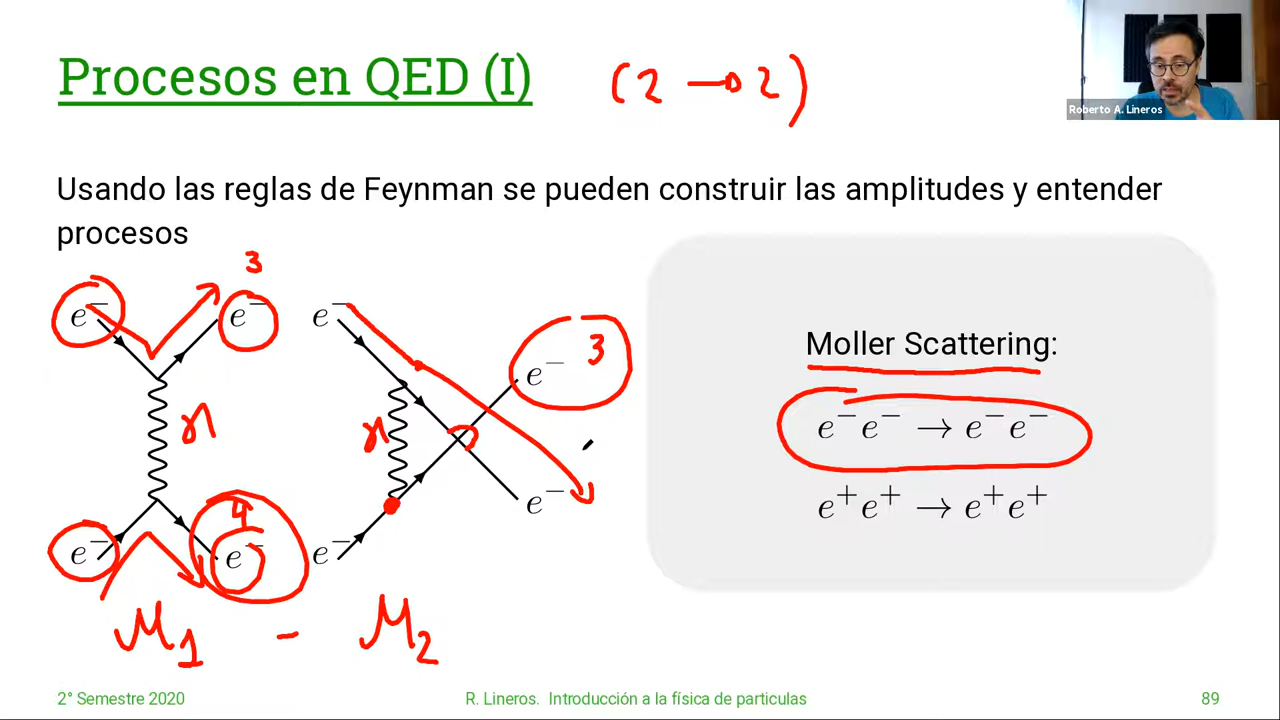 Procesos en QED (I)
(2 → 2)
Roberto A. Lineros
Usando las reglas de Feynman se pueden construir las amplitudes y entender
procesos
3
e⁻ e⁻ e⁻
e⁻ 3
γ γ
e⁻
4
e⁻ e⁻ e⁻
M₁ - M₂
Moller Scattering:
e⁻e⁻ → e⁻e⁻
e⁺e⁺ → e⁺e⁺
2° Semestre 2020
R. Lineros. Introducción a la física de particulas
89